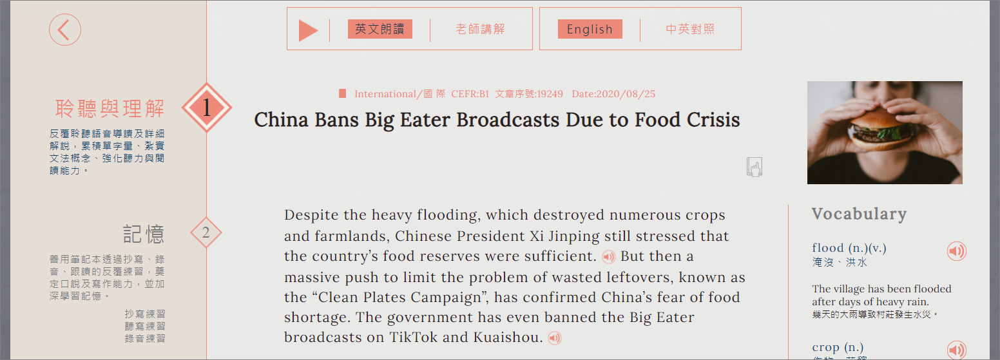 英文朗讀
老師講解
English
中英對照
1
聆聽與理解
反覆聆聽語音導讀及詳細
解說，累積單字量、紮實
文法概念、強化聽力與閱
讀能力。
2
記憶
善用筆記本透過抄寫、錄
音、跟讀的反覆練習，奠
定口說及寫作能力，並加
深學習記憶。
抄寫練習
聽寫練習
錄音練習
International/國 際 CEFR:B1 文章序號:19249 Date:2020/08/25
China Bans Big Eater Broadcasts Due to Food Crisis
Despite the heavy flooding, which destroyed numerous crops
and farmlands, Chinese President Xi Jinping still stressed that
the country’s food reserves were sufficient. But then a
massive push to limit the problem of wasted leftovers, known as
the “Clean Plates Campaign”, has confirmed China’s fear of food
shortage. The government has even banned the Big Eater
broadcasts on TikTok and Kuaishou.
Vocabulary
flood (n.)(v.)
淹沒、洪水
The village has been flooded
after days of heavy rain.
幾天的大雨導致村莊發生水災。
crop (n.)